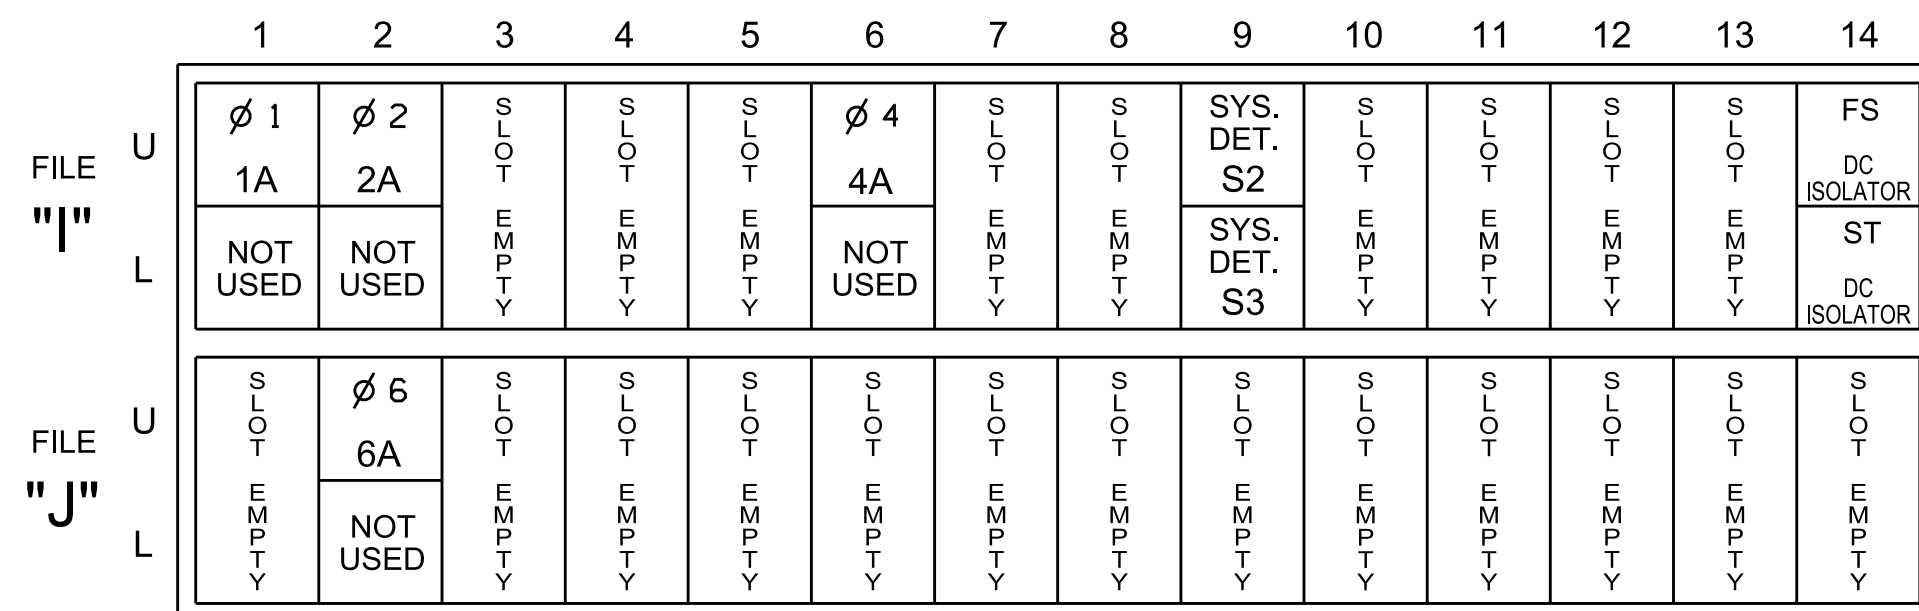 1 2 3 4 5 6 7 8 9 10 11 12 13 14
FILE
"I"
U
L
ø 1
1A
NOT
USED
ø 2
2A
NOT
USED
SLOT EMPTY
SLOT EMPTY
SLOT EMPTY
ø 4
4A
NOT
USED
SLOT EMPTY
SLOT EMPTY
SYS.
DET.
S2
SYS.
DET.
S3
SLOT EMPTY
SLOT EMPTY
SLOT EMPTY
SLOT EMPTY
FS
DC
ISOLATOR
ST
DC
ISOLATOR
FILE
"J"
U
L
SLOT EMPTY
ø 6
6A
NOT
USED
SLOT EMPTY
SLOT EMPTY
SLOT EMPTY
SLOT EMPTY
SLOT EMPTY
SLOT EMPTY
SLOT EMPTY
SLOT EMPTY
SLOT EMPTY
SLOT EMPTY
SLOT EMPTY
SLOT EMPTY